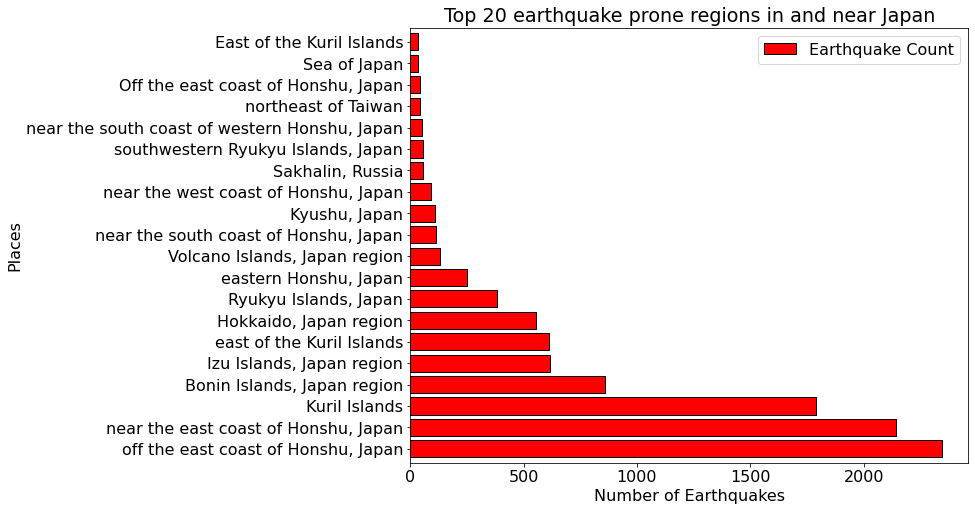 Top 20 earthquake prone regions in and near Japan
Earthquake Count
Places
East of the Kuril Islands
Sea of Japan
Off the east coast of Honshu, Japan
northeast of Taiwan
near the south coast of western Honshu, Japan
southwestern Ryukyu Islands, Japan
Sakhalin, Russia
near the west coast of Honshu, Japan
Kyushu, Japan
near the south coast of Honshu, Japan
Volcano Islands, Japan region
eastern Honshu, Japan
Ryukyu Islands, Japan
Hokkaido, Japan region
east of the Kuril Islands
Izu Islands, Japan region
Bonin Islands, Japan region
Kuril Islands
near the east coast of Honshu, Japan
off the east coast of Honshu, Japan
0 500 1000 1500 2000
Number of Earthquakes